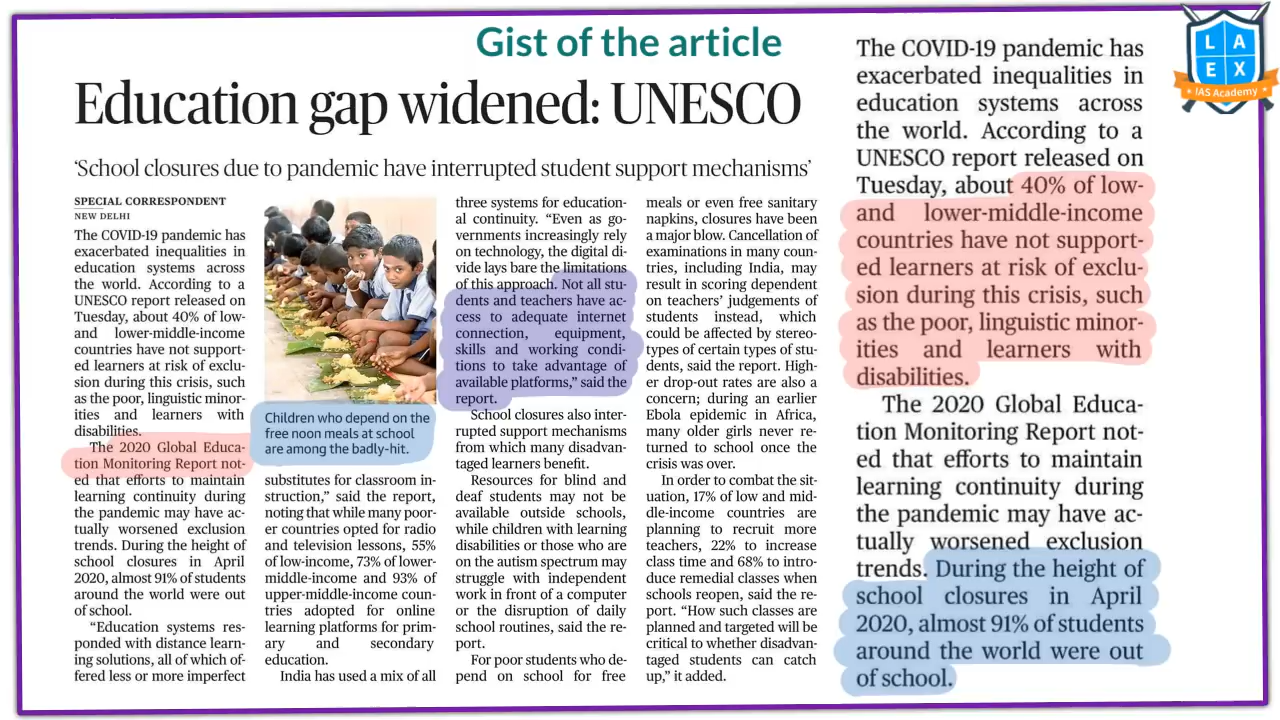 Gist of the article
Education gap widened: UNESCO
‘School closures due to pandemic have interrupted student support mechanisms’
SPECIAL CORRESPONDENT
NEW DELHI
The COVID-19 pandemic has
exacerbated inequalities in
education systems across
the world. According to a
UNESCO report released on
Tuesday, about 40% of low-
and lower-middle-income
countries have not support-
ed learners at risk of exclu-
sion during this crisis, such
as the poor, linguistic minor-
ities and learners with
disabilities.
The 2020 Global Educa-
tion Monitoring Report not-
ed that efforts to maintain
learning continuity during
the pandemic may have ac-
tually worsened exclusion
trends. During the height of
school closures in April
2020, almost 91% of students
around the world were out
of school.
“Education systems res-
ponded with distance learn-
ing solutions, all of which of-
fered less or more imperfect
Children who depend on the
free noon meals at school
are among the badly-hit.
substitutes for classroom in-
struction,” said the report,
noting that while many poor-
er countries opted for radio
and television lessons, 55%
of low-income, 73% of lower-
middle-income and 93% of
upper-middle-income coun-
tries adopted for online
learning platforms for prim-
ary and secondary
education.
India has used a mix of all
three systems for education-
al continuity. “Even as go-
vernments increasingly rely
on technology, the digital di-
vide lays bare the limitations
of this approach. Not all stu-
dents and teachers have ac-
cess to adequate internet
connection, equipment,
skills and working condi-
tions to take advantage of
available platforms,” said the
report.
School closures also inter-
rupted support mechanisms
from which many disadvan-
taged learners benefit.
Resources for blind and
deaf students may not be
available outside schools,
while children with learning
disabilities or those who are
on the autism spectrum may
struggle with independent
work in front of a computer
or the disruption of daily
school routines, said the re-
port.
For poor students who de-
pend on school for free
meals or even free sanitary
napkins, closures have been
a major blow. Cancellation of
examinations in many coun-
tries, including India, may
result in scoring dependent
on teachers’ judgements of
students instead, which
could be affected by stereo-
types of certain types of stu-
dents, said the report. High-
er drop-out rates are also a
concern; during an earlier
Ebola epidemic in Africa,
many older girls never re-
turned to school once the
crisis was over.
In order to combat the sit-
uation, 17% of low and mid-
dle-income countries are
planning to recruit more
teachers, 22% to increase
class time and 68% to intro-
duce remedial classes when
schools reopen, said the re-
port. “How such classes are
planned and targeted will be
critical to whether disadvan-
taged students can catch
up,” it added.
The COVID-19 pandemic has
exacerbated inequalities in
education systems across
the world. According to a
UNESCO report released on
Tuesday, about 40% of low-
and lower-middle-income
countries have not support-
ed learners at risk of exclu-
sion during this crisis, such
as the poor, linguistic minor-
ities and learners with
disabilities.
The 2020 Global Educa-
tion Monitoring Report not-
ed that efforts to maintain
learning continuity during
the pandemic may have ac-
tually worsened exclusion
trends. During the height of
school closures in April
2020, almost 91% of students
around the world were out
of school.
L A
E X
IAS Academy